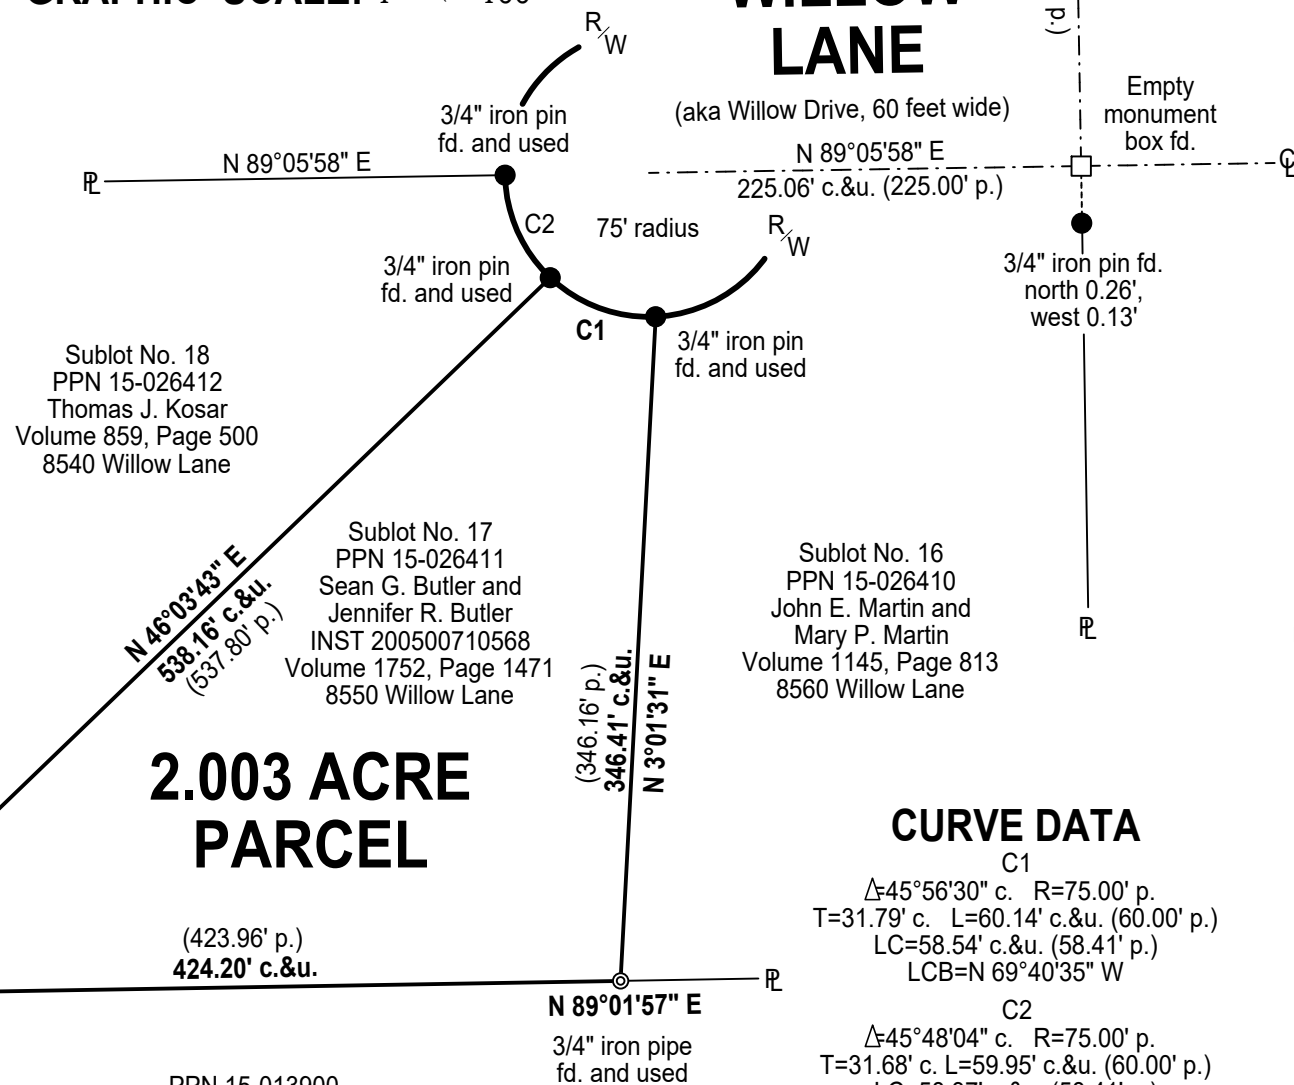 WILLOW
LANE
(aka Willow Drive, 60 feet wide)
R/W
3/4" iron pin
fd. and used
Empty
monument
box fd.
PL
N 89°05'58" E
N 89°05'58" E
225.06' c.&u. (225.00' p.)
CL
C2
75' radius
R/W
3/4" iron pin
fd. and used
3/4" iron pin fd.
north 0.26',
west 0.13'
C1
3/4" iron pin
fd. and used
Sublot No. 18
PPN 15-026412
Thomas J. Kosar
Volume 859, Page 500
8540 Willow Lane
N 46°03'43" E
538.16' c.&u.
(537.80' p.)
Sublot No. 17
PPN 15-026411
Sean G. Butler and
Jennifer R. Butler
INST 200500710568
Volume 1752, Page 1471
8550 Willow Lane
(346.16' p.)
346.41' c.&u.
N 3°01'31" E
Sublot No. 16
PPN 15-026410
John E. Martin and
Mary P. Martin
Volume 1145, Page 813
8560 Willow Lane
PL
2.003 ACRE
PARCEL
(423.96' p.)
424.20' c.&u.
N 89°01'57" E
PL
3/4" iron pipe
fd. and used
PPN 15-013900
CURVE DATA
C1
Δ=45°56'30" c. R=75.00' p.
T=31.79' c. L=60.14' c.&u. (60.00' p.)
LC=58.54' c.&u. (58.41' p.)
LCB=N 69°40'35" W
C2
Δ=45°48'04" c. R=75.00' p.
T=31.68' c. L=59.95' c.&u. (60.00' p.)